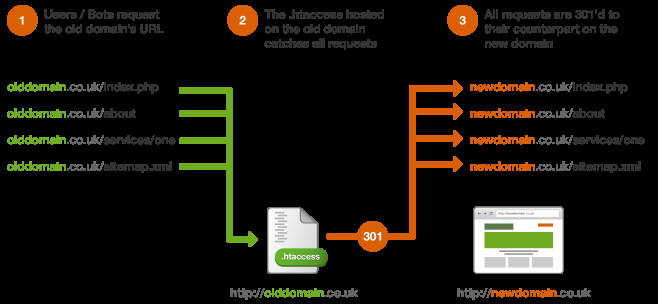 1
Users / Bots request
the old domain's URL
2
The .htaccess hosted
on the old domain
catches all requests
3
All requests are 301'd to
their counterpart on the
new domain
olddomain.co.uk/index.php
olddomain.co.uk/about
olddomain.co.uk/services/one
olddomain.co.uk/sitemap.xml
newdomain.co.uk/index.php
newdomain.co.uk/about
newdomain.co.uk/services/one
newdomain.co.uk/sitemap.xml
301
.htaccess
http://olddomain.co.uk
http://newdomain.co.uk